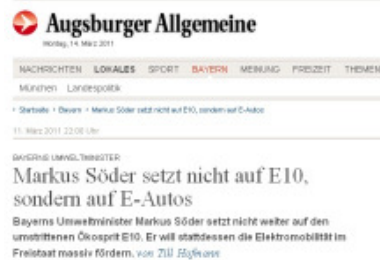 Augsburger Allgemeine
Montag, 14. März 2011
NACHRICHTEN LOKALES SPORT BAYERN MEINUNG FREIZEIT THEMEN
München Landespolitik
Startseite Bayern Markus Söder setzt nicht auf E10, sondern auf E-Autos
11. März 2011 22:00 Uhr
BAYERNS UMWELTMINISTER
Markus Söder setzt nicht auf E10,
sondern auf E-Autos
Bayerns Umweltminister Markus Söder setzt nicht weiter auf den
umstrittenen Ökosprit E10. Er will stattdessen die Elektromobilität im
Freistaat massiv fördern. von Till Hofmann